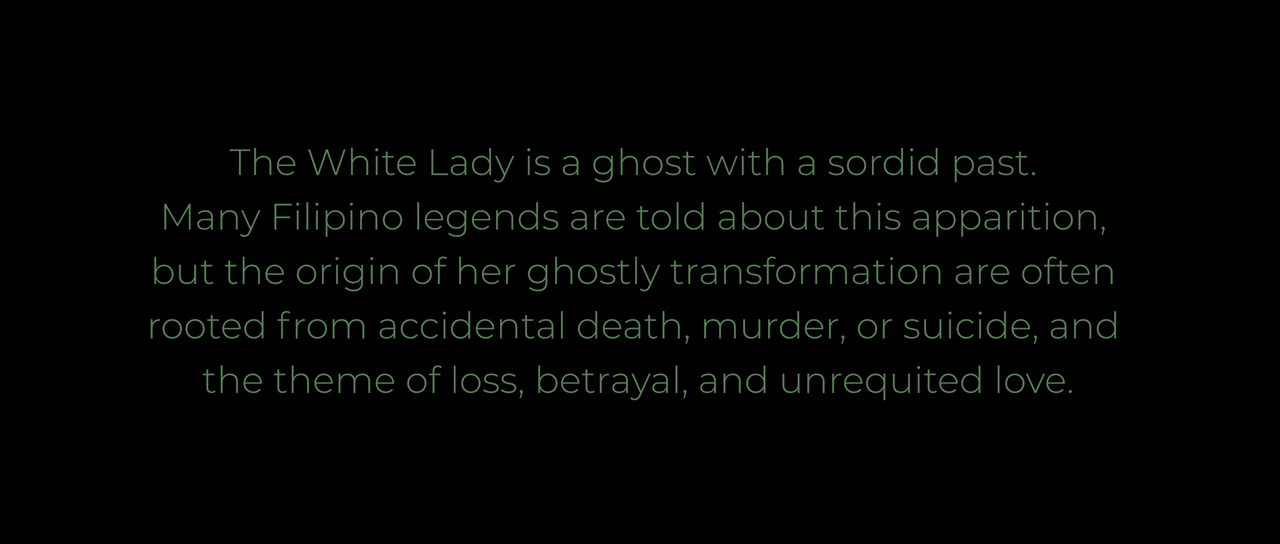 The White Lady is a ghost with a sordid past.
Many Filipino legends are told about this apparition,
but the origin of her ghostly transformation are often
rooted from accidental death, murder, or suicide, and
the theme of loss, betrayal, and unrequited love.